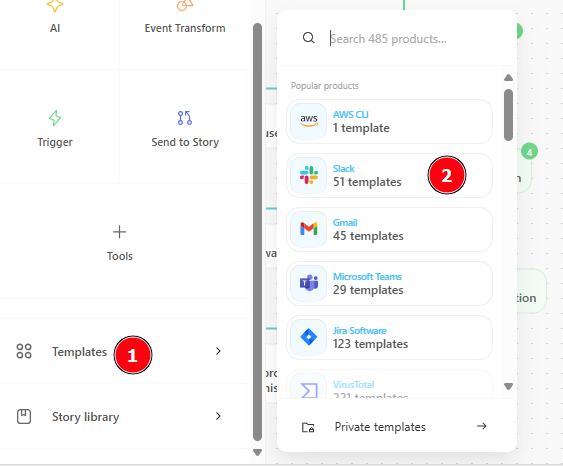 AI
Event Transform
Trigger
Send to Story
Tools
Templates
1
Story library
Search 485 products...
Popular products
aws
AWS CLI
1 template
Slack
51 templates
2
Gmail
45 templates
Microsoft Teams
29 templates
Jira Software
123 templates
VirusTotal
221 templates
Private templates
4